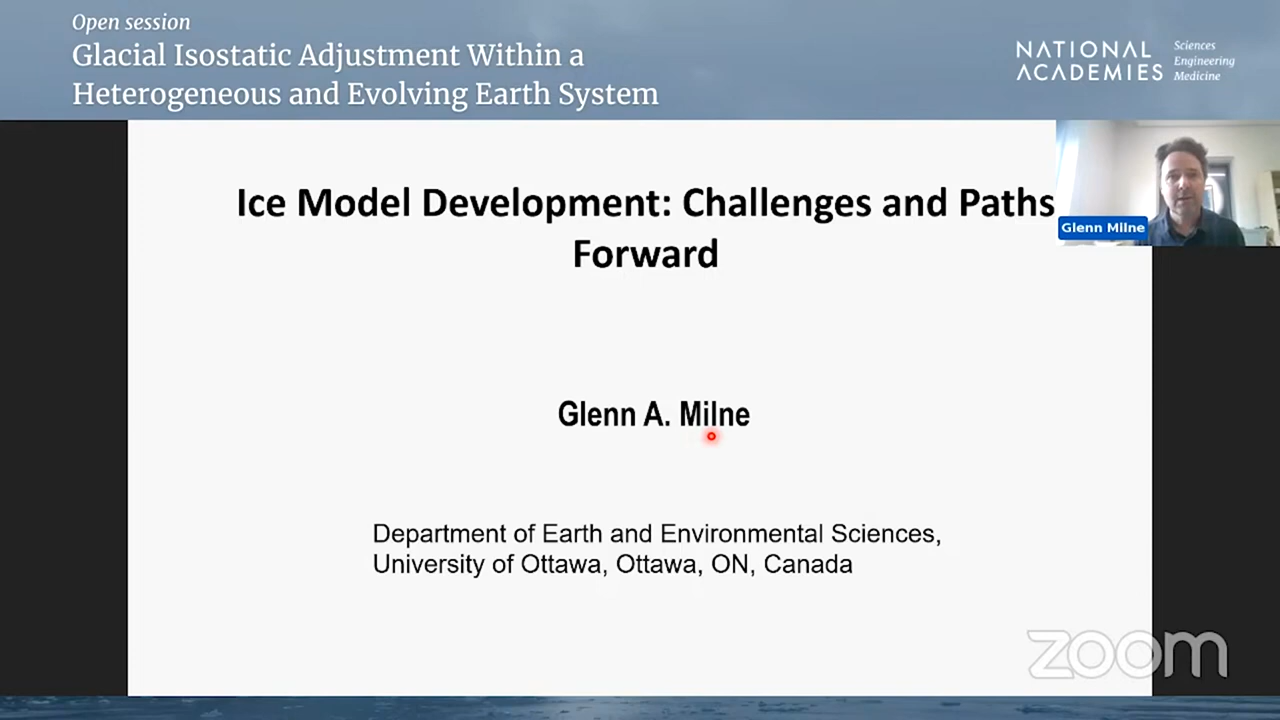 Open session
Glacial Isostatic Adjustment Within a
Heterogeneous and Evolving Earth System
NATIONAL
ACADEMIES
Sciences
Engineering
Medicine
Ice Model Development: Challenges and Paths
Forward
Glenn Milne
Glenn A. Milne
Department of Earth and Environmental Sciences,
University of Ottawa, Ottawa, ON, Canada
zoom